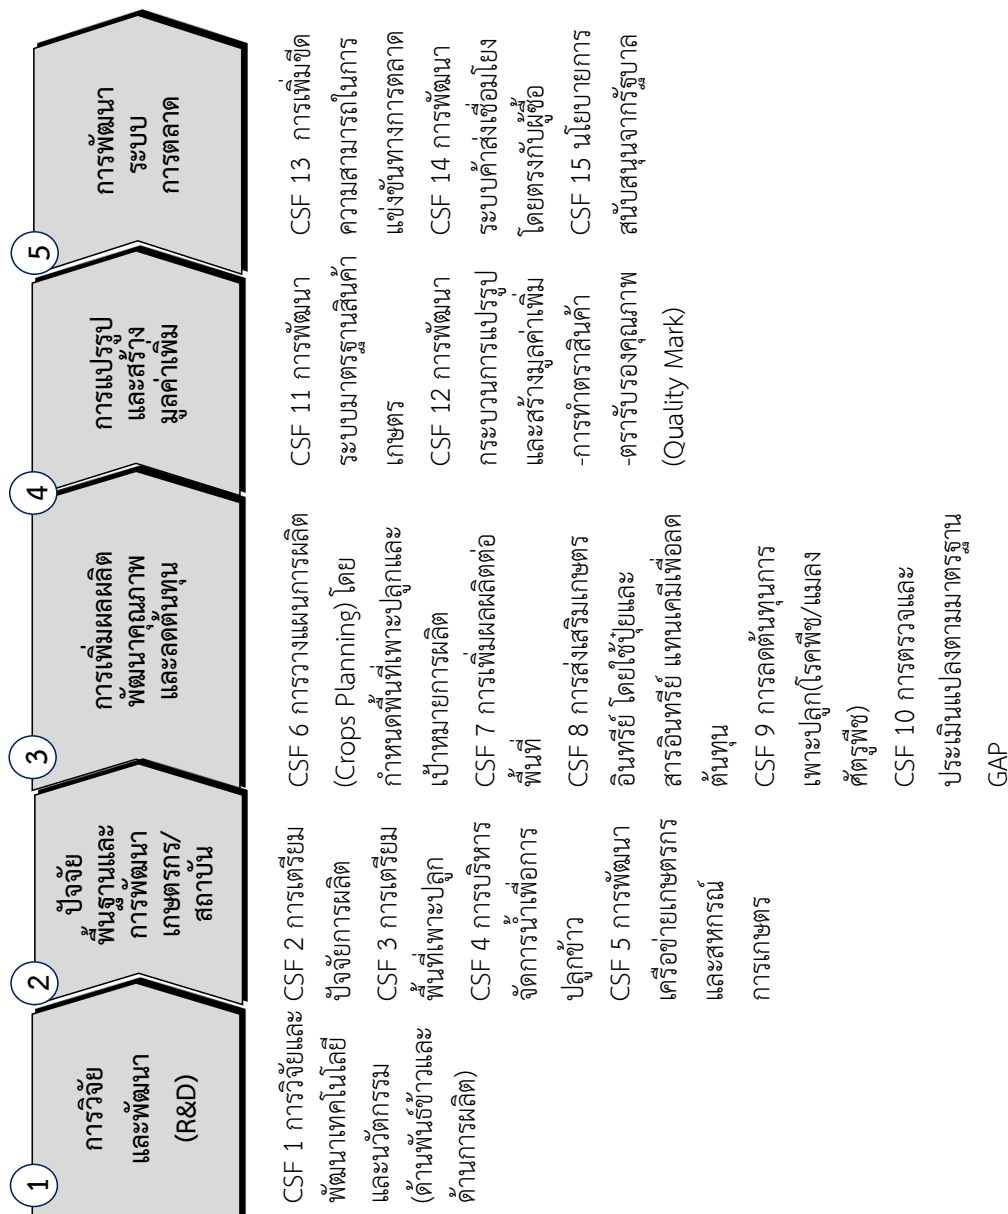 1
การวิจัย
และพัฒนา
(R&D)
2
ปัจจัย
พื้นฐานและ
การพัฒนา
เกษตรกร/
สถาบัน
3
การเพิ่มผลผลิต
พัฒนาคุณภาพ
และลดต้นทุน
4
การแปรรูป
และสร้าง
มูลค่าเพิ่ม
5
การพัฒนา
ระบบ
การตลาด
CSF 1 การวิจัยและ
พัฒนาเทคโนโลยี
และนวัตกรรม
(ด้านพันธ์ข้าวและ
ด้านการผลิต)
CSF 2 การเตรียม
ปัจจัยการผลิต
CSF 3 การเตรียม
พื้นที่เพาะปลูก
CSF 4 การบริหาร
จัดการน้ำเพื่อการ
ปลูกข้าว
CSF 5 การพัฒนา
เครือข่ายเกษตรกร
และสหกรณ์
การเกษตร
CSF 6 การวางแผนการผลิต
(Crops Planning) โดย
กำหนดพื้นที่เพาะปลูกและ
เป้าหมายการผลิต
CSF 7 การเพิ่มผลผลิตต่อ
พื้นที่
CSF 8 การส่งเสริมเกษตร
อินทรีย์ โดยใช้ปุ๋ยและ
สารอินทรีย์ แทนเคมีเพื่อลด
ต้นทุน
CSF 9 การลดต้นทุนการ
เพาะปลูก(โรคพืช/แมลง
ศัตรูพืช)
CSF 10 การตรวจและ
ประเมินแปลงตามมาตรฐาน
GAP
CSF 11 การพัฒนา
ระบบมาตรฐานสินค้า
เกษตร
CSF 12 การพัฒนา
กระบวนการแปรรูป
และสร้างมูลค่าเพิ่ม
-การทำตราสินค้า
-ตรารับรองคุณภาพ
(Quality Mark)
CSF 13 การเพิ่มขีด
ความสามารถในการ
แข่งขันทางการตลาด
CSF 14 การพัฒนา
ระบบค้าส่งเชื่อมโยง
โดยตรงกับผู้ซื้อ
CSF 15 นโยบายการ
สนับสนุนจากรัฐบาล